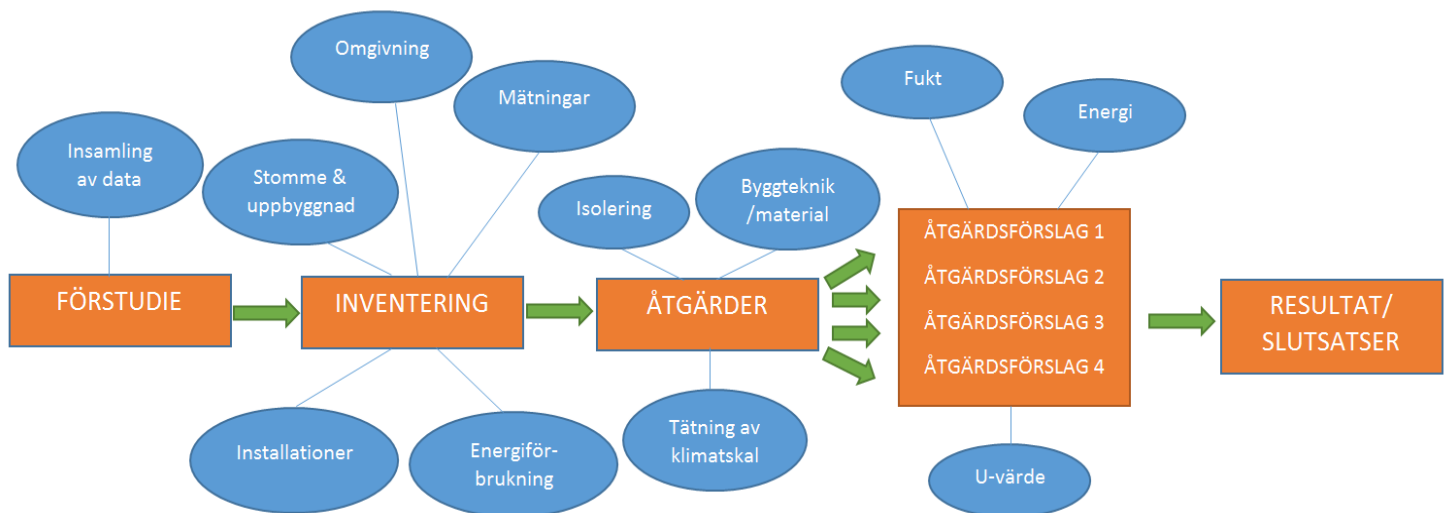 Omgivning
Mätningar
Fukt
Energi
Insamling
av data
Stomme &
uppbyggnad
Isolering
Byggteknik
/material
FÖRSTUDIE
INVENTERING
ÅTGÄRDER
ÅTGÄRDSFÖRSLAG 1
ÅTGÄRDSFÖRSLAG 2
ÅTGÄRDSFÖRSLAG 3
ÅTGÄRDSFÖRSLAG 4
RESULTAT/
SLUTSATSER
Installationer
Energiför-
brukning
Tätning av
klimatskal
U-värde